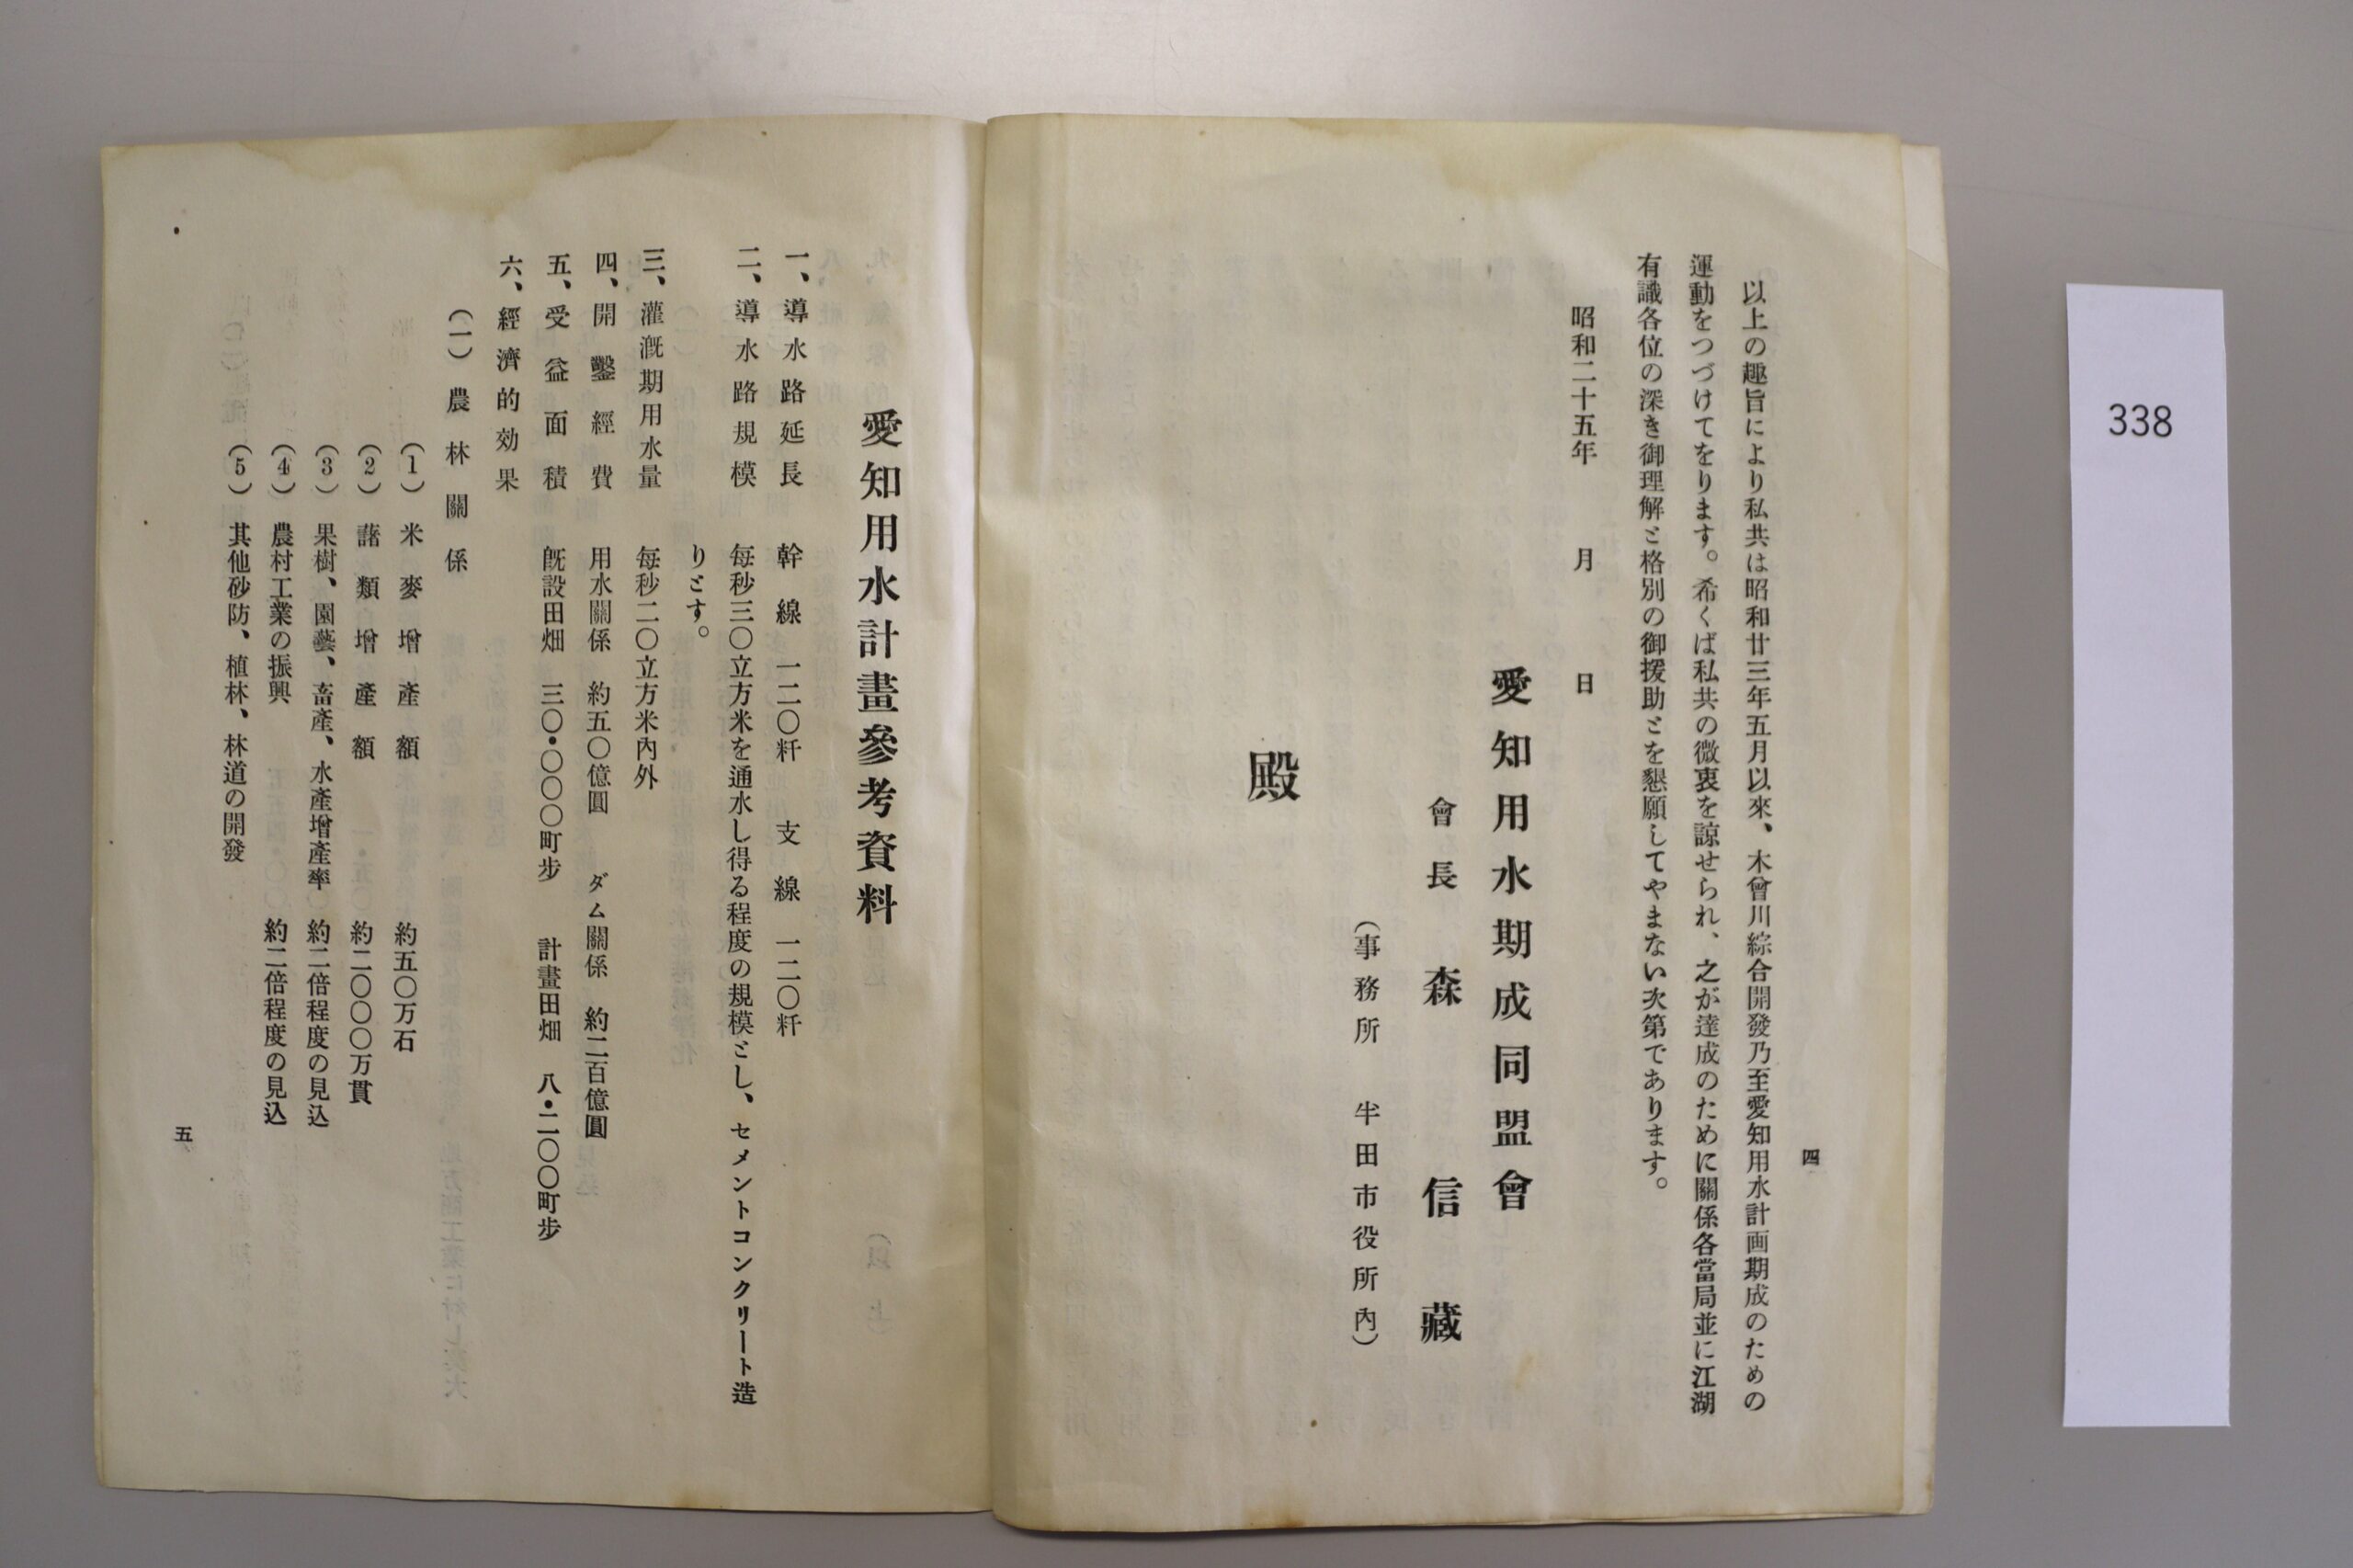 四
以上の趣旨により私共は昭和廿三年五月以來、木曾川綜合開發乃至愛知用水計画期成のための
運動をつづけてをります。希くば私共の微衷を諒せられ、之が達成のために關係各當局並に江湖
有識各位の深き御理解と格別の御援助とを懇願してやまない次第であります。
昭和二十五年　月　日
愛知用水期成同盟會
會長　森　信藏
（事務所　半田市役所內）
殿
愛知用水計畫參考資料
一、導水路延長　幹線　一二〇粁　支線　一二〇粁
二、導水路規模　每秒三〇立方米を通水し得る程度の規模とし、セメントコンクリート造
りとす。
三、灌漑期用水量　每秒二〇立方米內外
四、開鑿經費　用水關係　約五〇億圓　ダム關係　約二百億圓
五、受益面積　旣設田畑　三〇・〇〇〇町步　計畫田畑　八・二〇〇町步
六、經濟的効果
（一）農林關係
（1）米麥增產額　約五〇万石
（2）諸類增產額　約二〇〇〇万貫
（3）果樹、園藝、畜產、水產增產率　約二倍程度の見込
（4）農村工業の振興　約二倍程度の見込
（5）其他砂防、植林、林道の開發
五
338